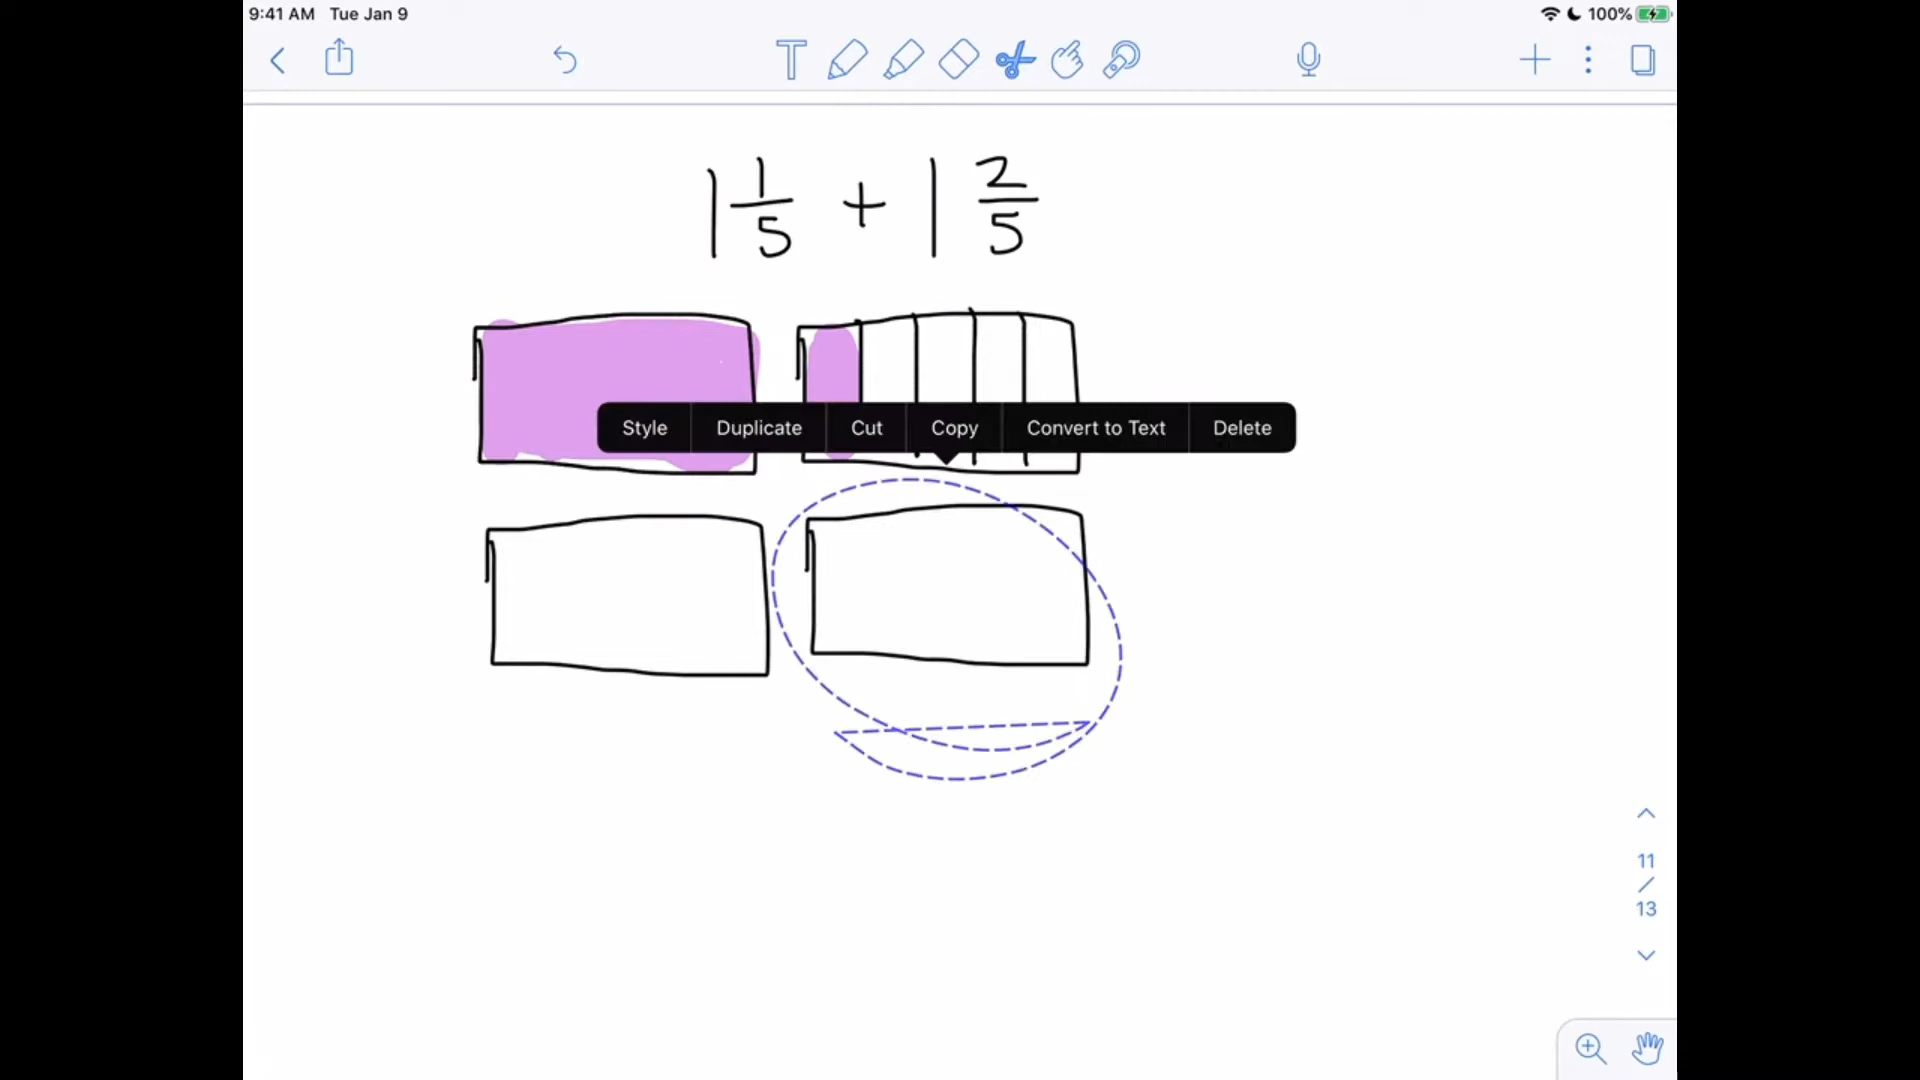 9:41 AM Tue Jan 9 100%
T
1 1/5 + 1 2/5
Style Duplicate Cut Copy Convert to Text Delete
11
/
13